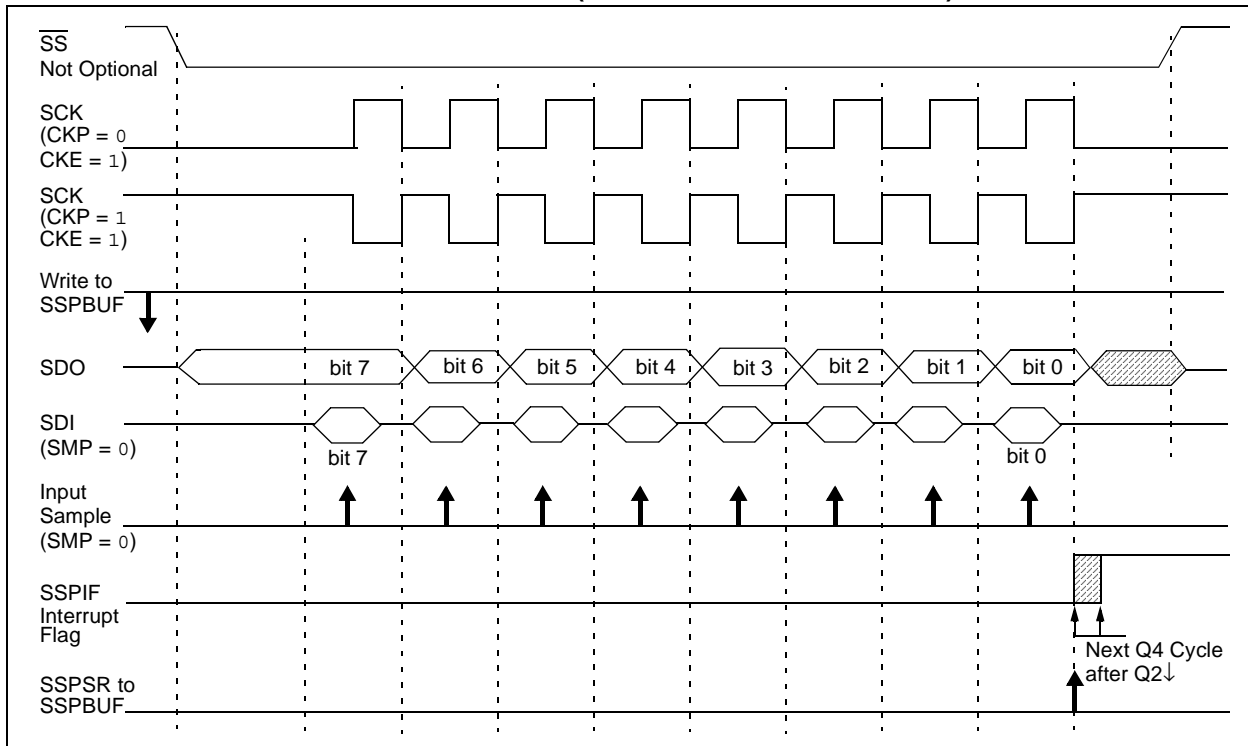 SS
Not Optional
SCK
(CKP = 0
CKE = 1)
SCK
(CKP = 1
CKE = 1)
Write to
SSPBUF
SDO
bit 7 bit 6 bit 5 bit 4 bit 3 bit 2 bit 1 bit 0
SDI
(SMP = 0)
bit 7 bit 0
Input
Sample
(SMP = 0)
SSPIF
Interrupt
Flag
Next Q4 Cycle
after Q2↓
SSPSR to
SSPBUF